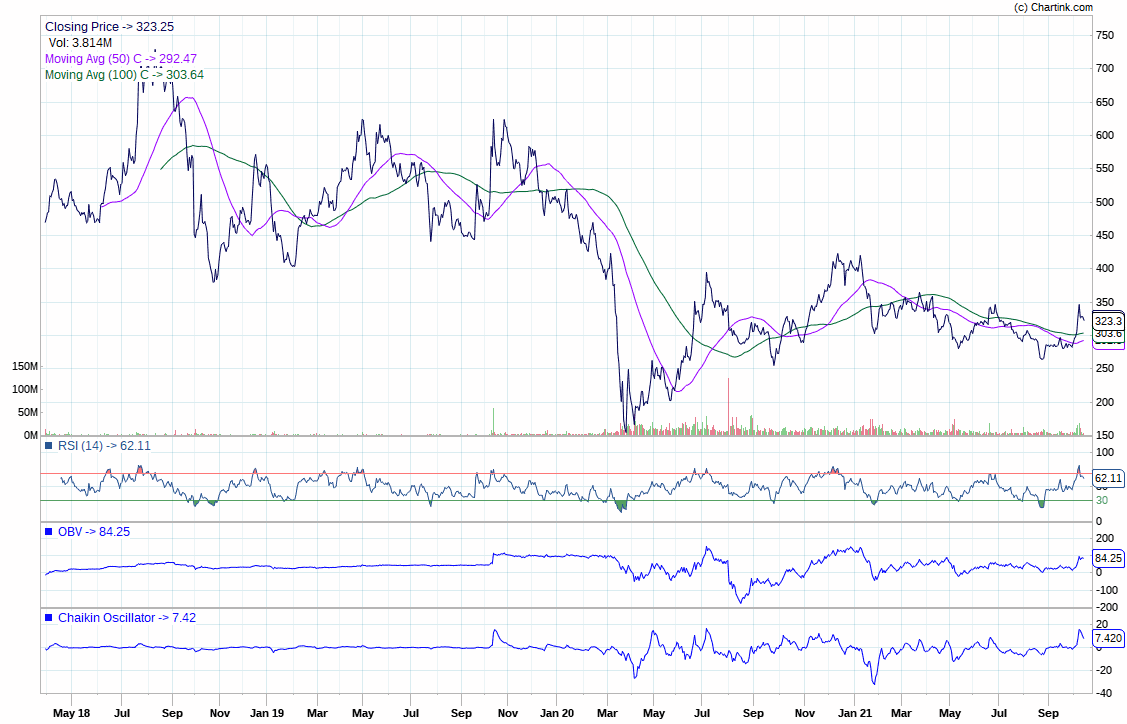 (c) Chartink.com
Closing Price -> 323.25
Vol: 3.814M
Moving Avg (50) C -> 292.47
Moving Avg (100) C -> 303.64
750
700
650
600
550
500
450
400
350
323.3
303.6
250
200
150
150M
100M
50M
0M
RSI (14) -> 62.11
100
62.11
30
0
OBV -> 84.25
200
84.25
0
-100
-200
Chaikin Oscillator -> 7.42
20
7.420
-20
-40
May 18 Jul Sep Nov Jan 19 Mar May Jul Sep Nov Jan 20 Mar May Jul Sep Nov Jan 21 Mar May Jul Sep